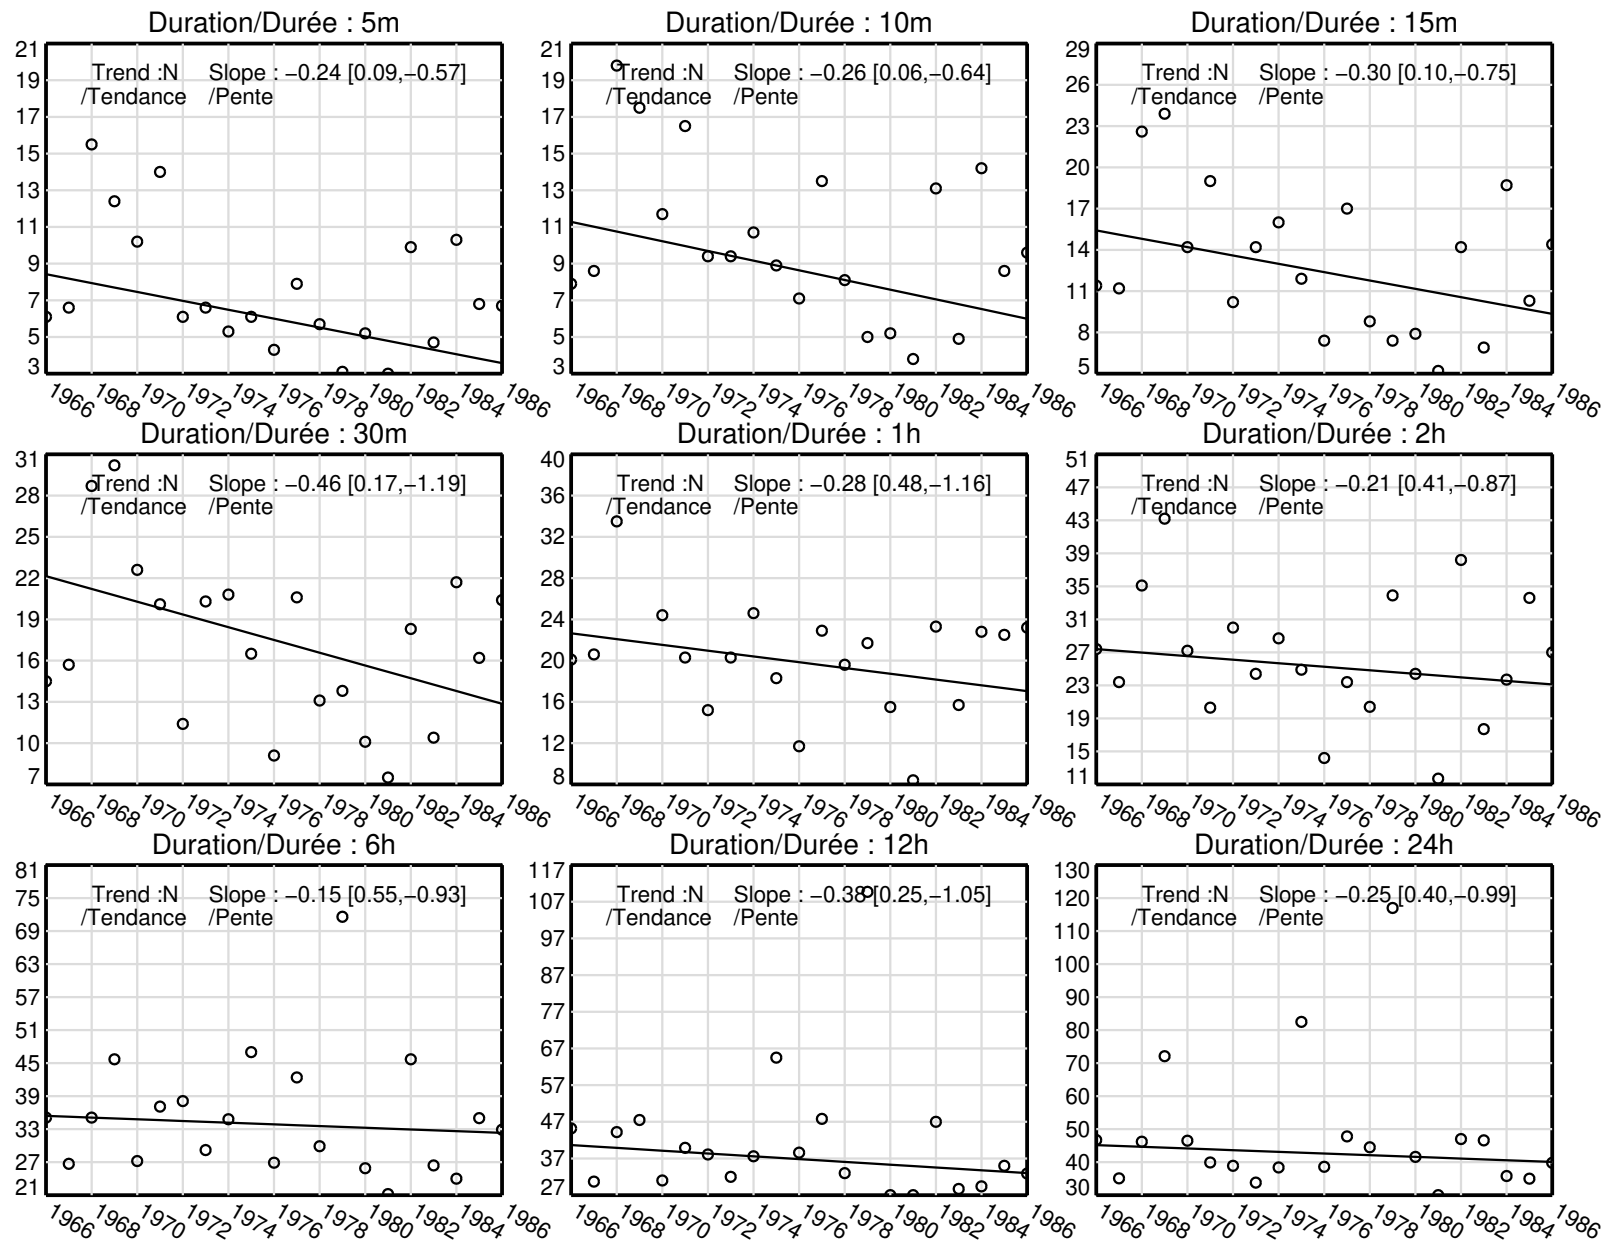 Duration/Durée : 5m
21
19
17
15
13
11
9
7
5
3
Trend :N Slope : −0.24 [0.09,−0.57]
/Tendance /Pente
1966 1968 1970 1972 1974 1976 1978 1980 1982 1984 1986
Duration/Durée : 10m
21
19
17
15
13
11
9
7
5
3
Trend :N Slope : −0.26 [0.06,−0.64]
/Tendance /Pente
1966 1968 1970 1972 1974 1976 1978 1980 1982 1984 1986
Duration/Durée : 15m
29
26
23
20
17
14
11
8
5
Trend :N Slope : −0.30 [0.10,−0.75]
/Tendance /Pente
1966 1968 1970 1972 1974 1976 1978 1980 1982 1984 1986
Duration/Durée : 30m
31
28
25
22
19
16
13
10
7
Trend :N Slope : −0.46 [0.17,−1.19]
/Tendance /Pente
1966 1968 1970 1972 1974 1976 1978 1980 1982 1984 1986
Duration/Durée : 1h
40
36
32
28
24
20
16
12
8
Trend :N Slope : −0.28 [0.48,−1.16]
/Tendance /Pente
1966 1968 1970 1972 1974 1976 1978 1980 1982 1984 1986
Duration/Durée : 2h
51
47
43
39
35
31
27
23
19
15
11
Trend :N Slope : −0.21 [0.41,−0.87]
/Tendance /Pente
1966 1968 1970 1972 1974 1976 1978 1980 1982 1984 1986
Duration/Durée : 6h
81
75
69
63
57
51
45
39
33
27
21
Trend :N Slope : −0.15 [0.55,−0.93]
/Tendance /Pente
1966 1968 1970 1972 1974 1976 1978 1980 1982 1984 1986
Duration/Durée : 12h
117
107
97
87
77
67
57
47
37
27
Trend :N Slope : −0.38 [0.25,−1.05]
/Tendance /Pente
1966 1968 1970 1972 1974 1976 1978 1980 1982 1984 1986
Duration/Durée : 24h
130
120
110
100
90
80
70
60
50
40
30
Trend :N Slope : −0.25 [0.40,−0.99]
/Tendance /Pente
1966 1968 1970 1972 1974 1976 1978 1980 1982 1984 1986